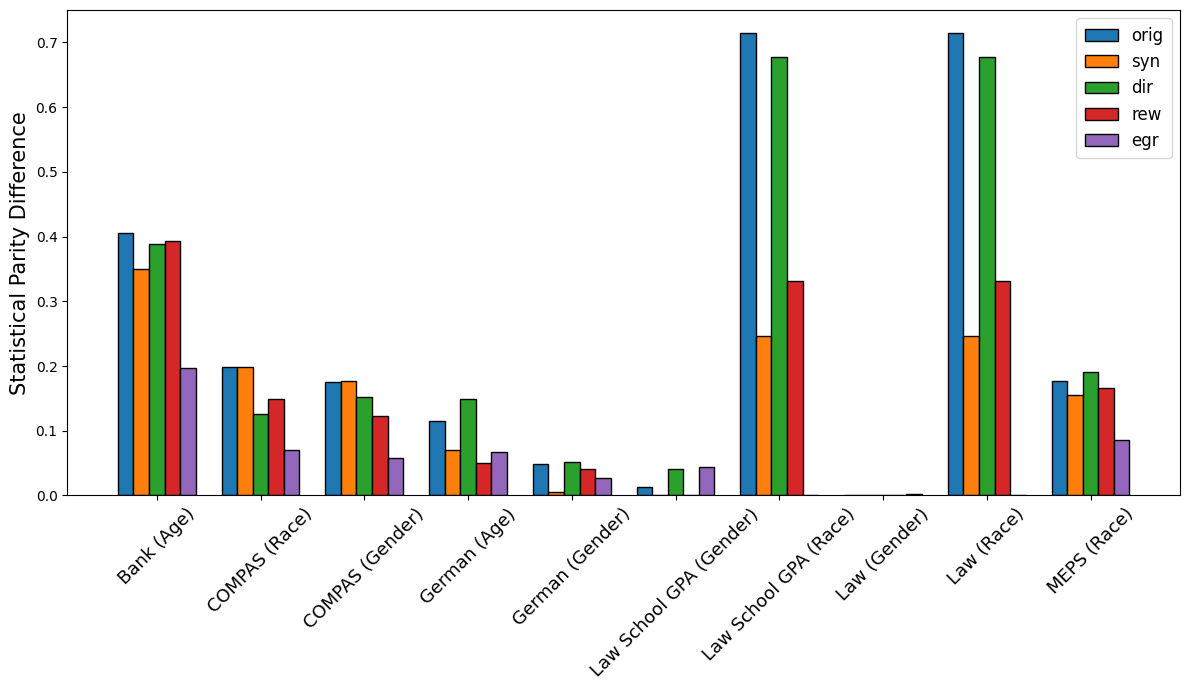 Statistical Parity Difference
0.7
0.6
0.5
0.4
0.3
0.2
0.1
0.0
orig
syn
dir
rew
egr
Bank (Age)
COMPAS (Race)
COMPAS (Gender)
German (Age)
German (Gender)
Law School GPA (Gender)
Law School GPA (Race)
Law (Gender)
Law (Race)
MEPS (Race)